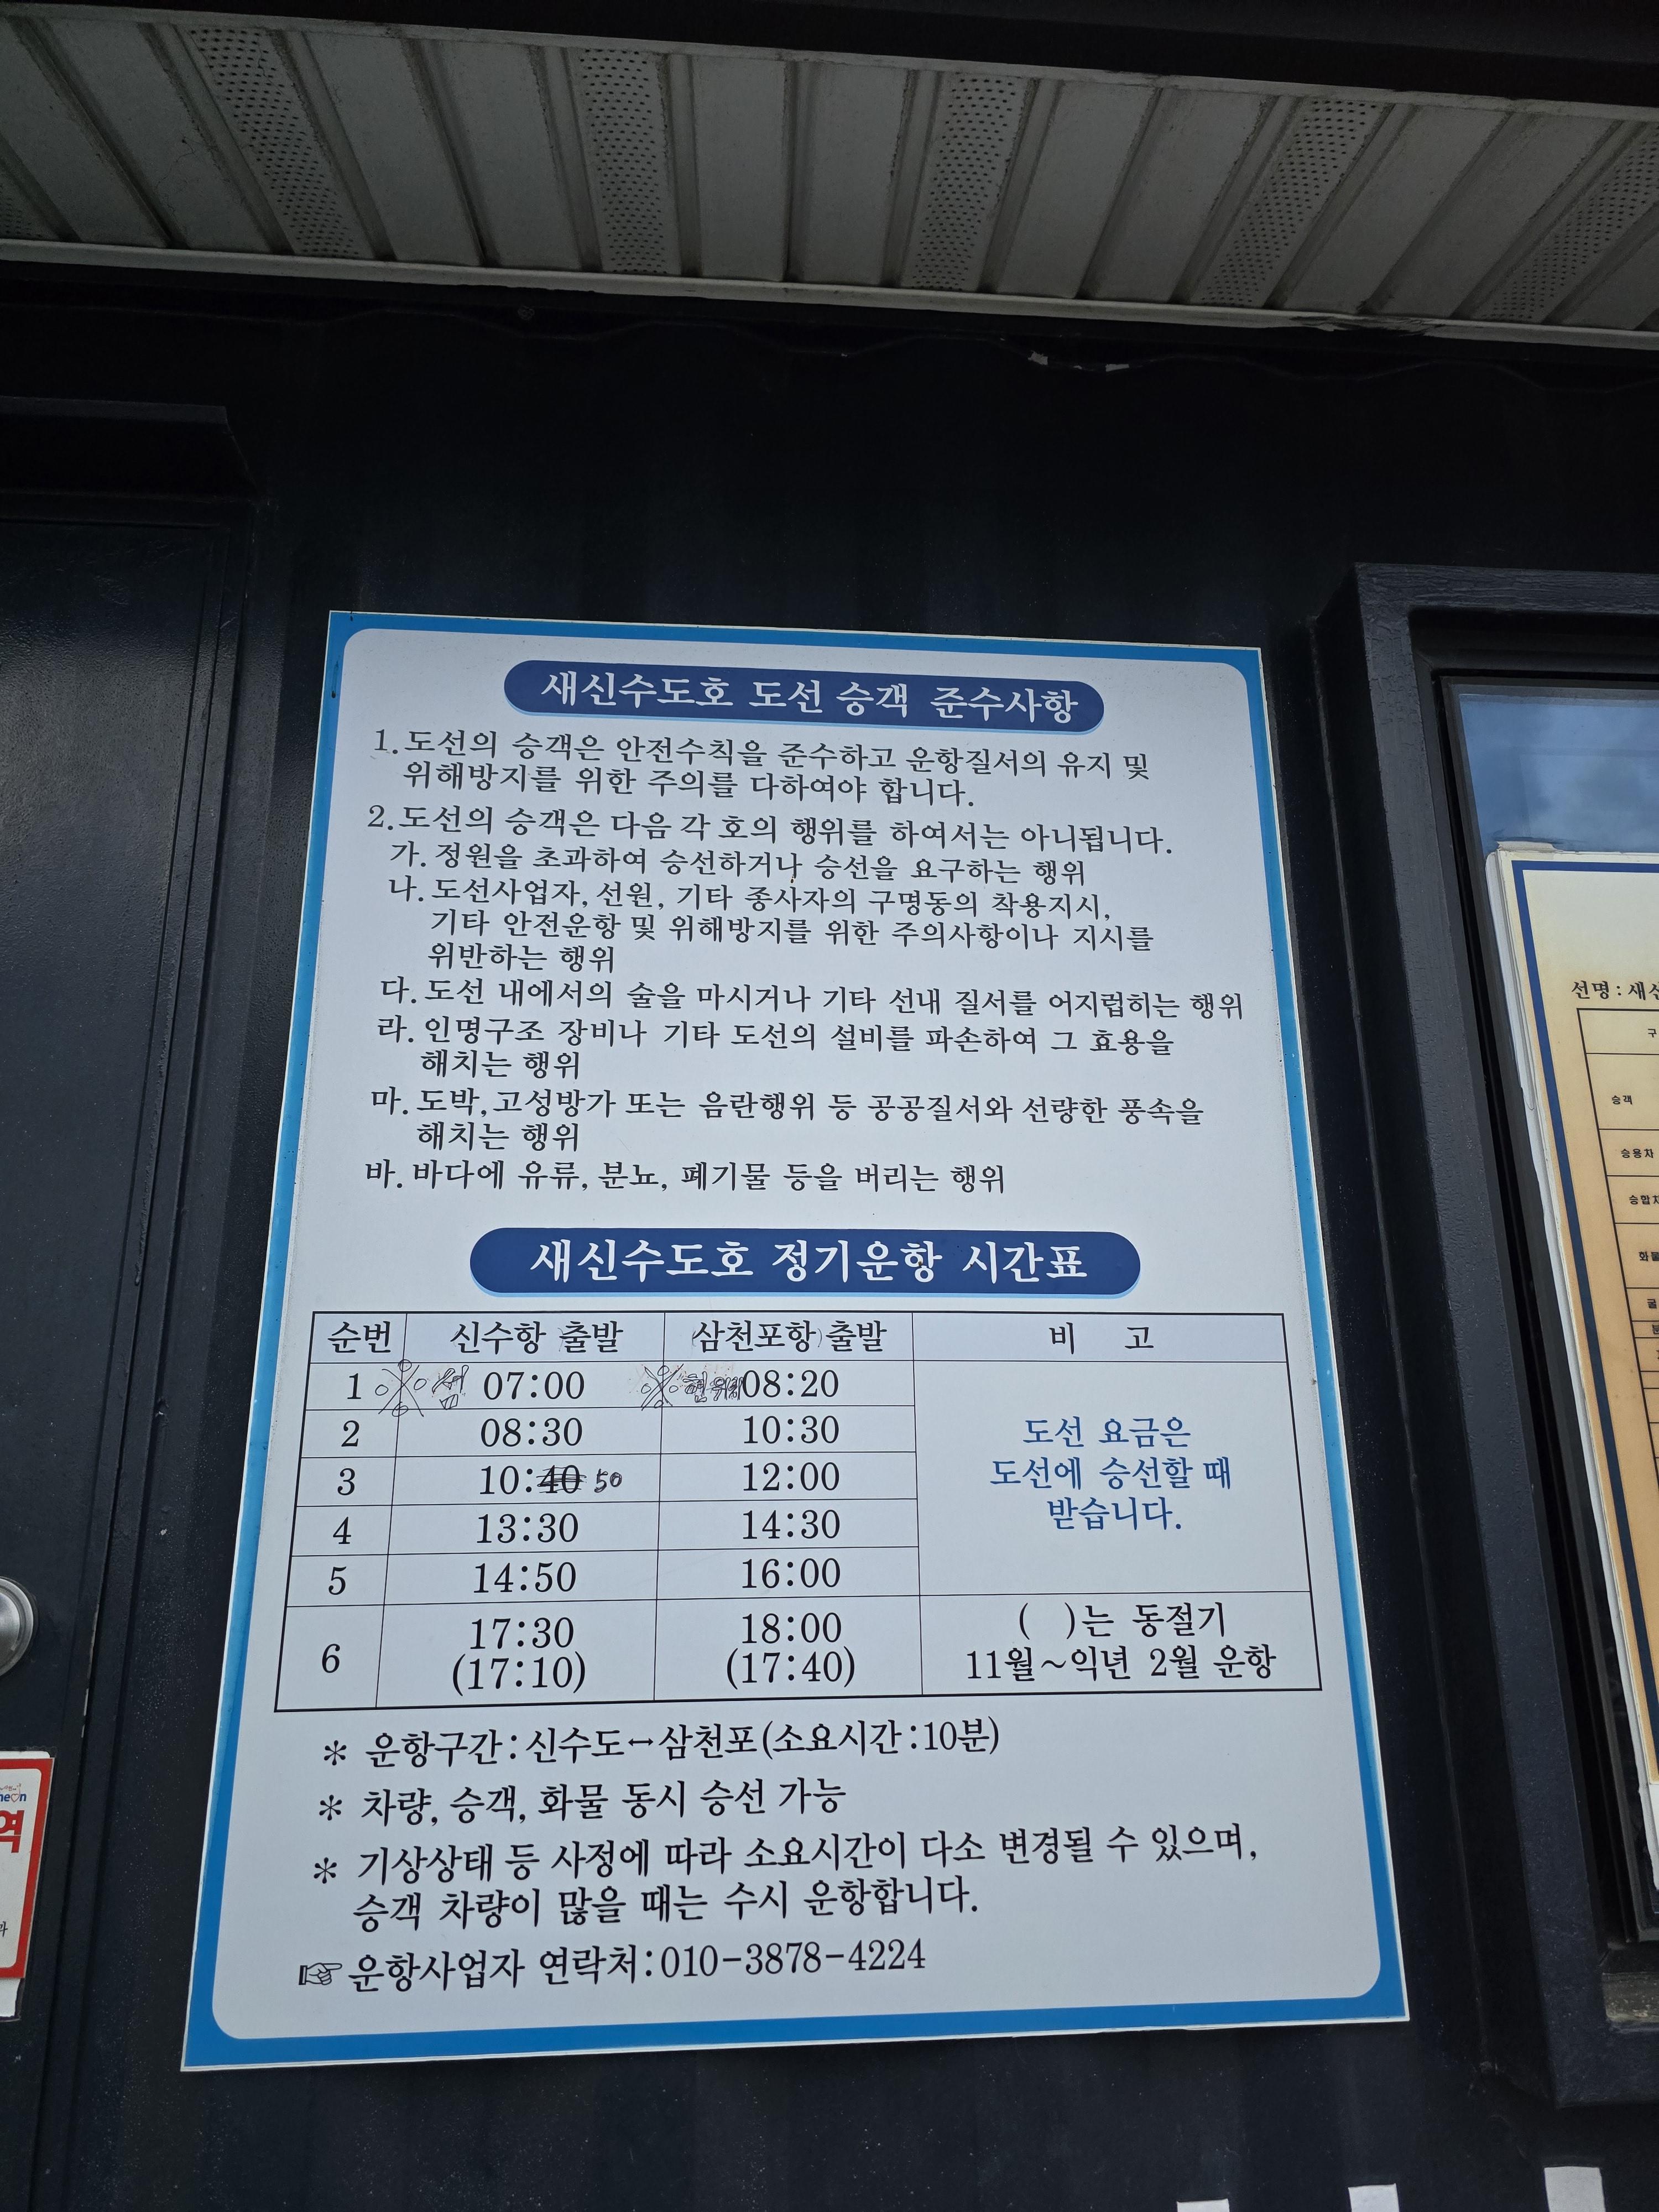 새신수도호 도선 승객 준수사항
1. 도선의 승객은 안전수칙을 준수하고 운항질서의 유지 및
위해방지를 위한 주의를 다하여야 합니다.
2. 도선의 승객은 다음 각 호의 행위를 하여서는 아니됩니다.
가. 정원을 초과하여 승선하거나 승선을 요구하는 행위
나. 도선사업자, 선원, 기타 종사자의 구명동의 착용지시,
기타 안전운항 및 위해방지를 위한 주의사항이나 지시를
위반하는 행위
다. 도선 내에서의 술을 마시거나 기타 선내 질서를 어지럽히는 행위
라. 인명구조 장비나 기타 도선의 설비를 파손하여 그 효용을
해치는 행위
마. 도박, 고성방가 또는 음란행위 등 공공질서와 선량한 풍속을
해치는 행위
바. 바다에 유류, 분뇨, 폐기물 등을 버리는 행위
새신수도호 정기운항 시간표
순번 신수항 출발 삼천포항 출발 비 고
1 07:00 08:20
2 08:30 10:30
3 10:40 50 12:00
4 13:30 14:30
5 14:50 16:00
도선 요금은
도선에 승선할 때
받습니다.
6 17:30 18:00 ( )는 동절기
(17:10) (17:40) 11월~익년 2월 운항
* 운항구간:신수도↔삼천포(소요시간:10분)
* 차량, 승객, 화물 동시 승선 가능
* 기상상태 등 사정에 따라 소요시간이 다소 변경될 수 있으며,
승객 차량이 많을 때는 수시 운항합니다.
☞운항사업자 연락처:010-3878-4224
선명:새신
승객
승용차